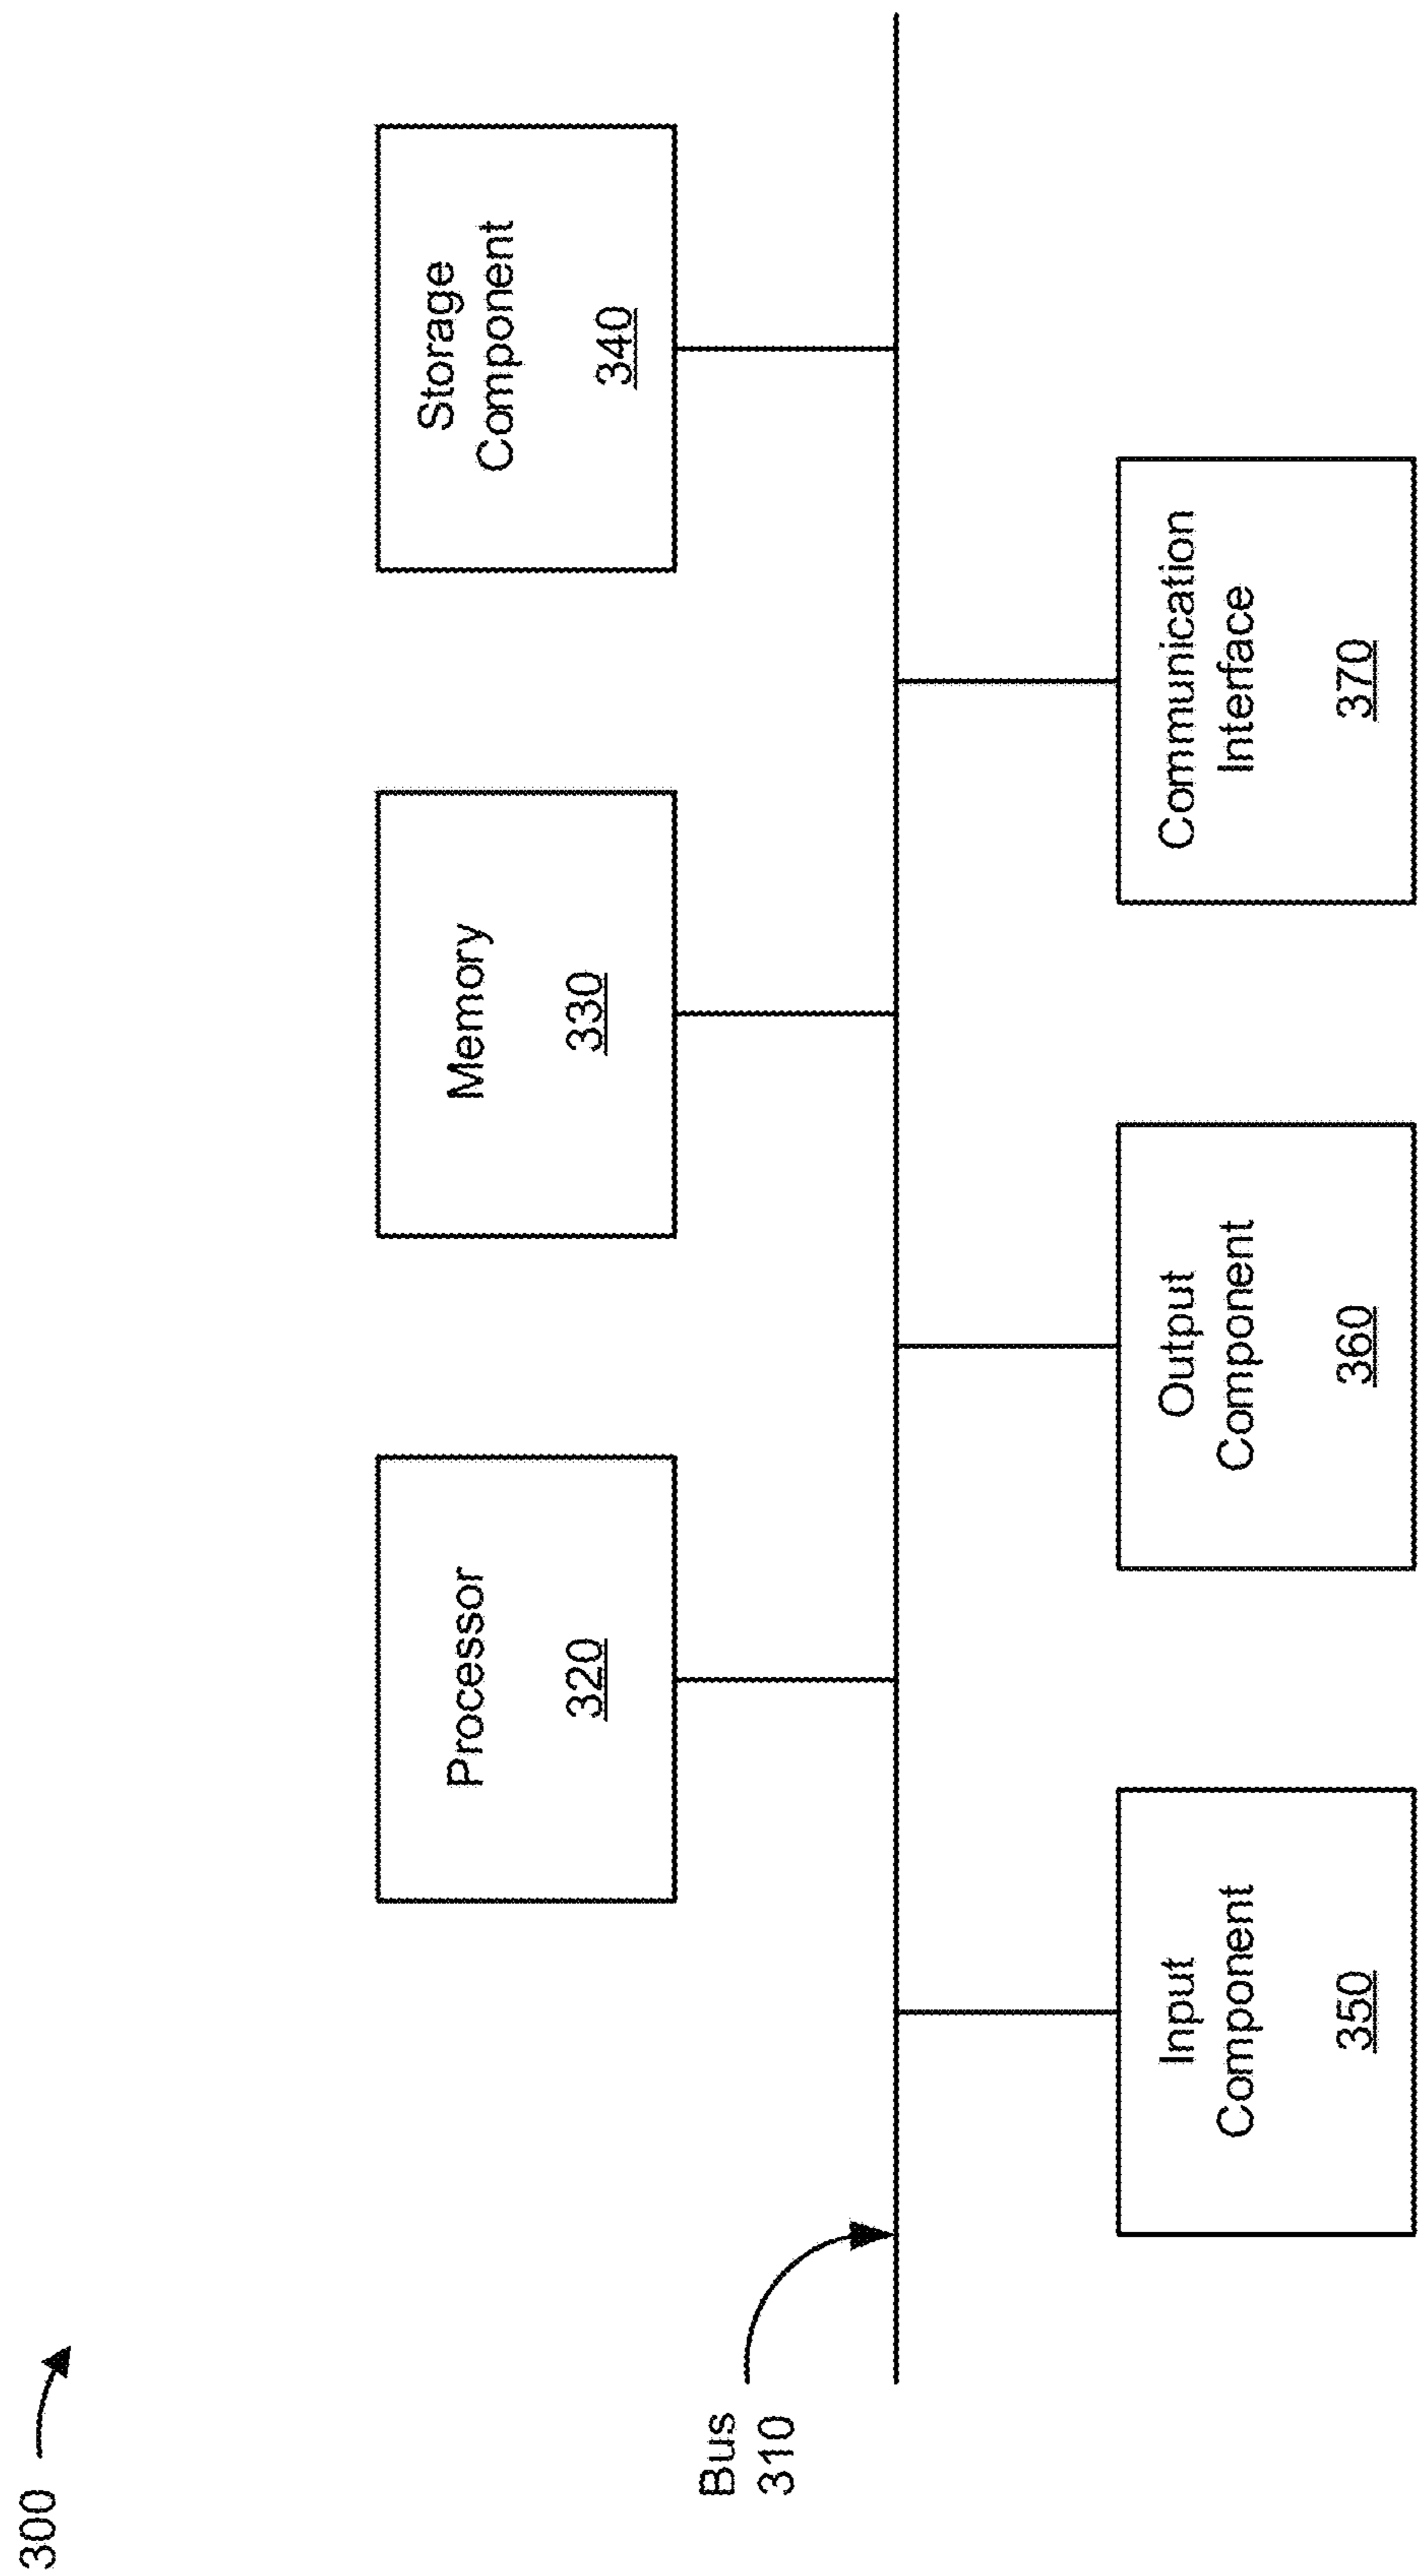 300
Processor
320
Memory
330
Storage
Component
340
Bus
310
Input
Component
350
Output
Component
360
Communication
Interface
370